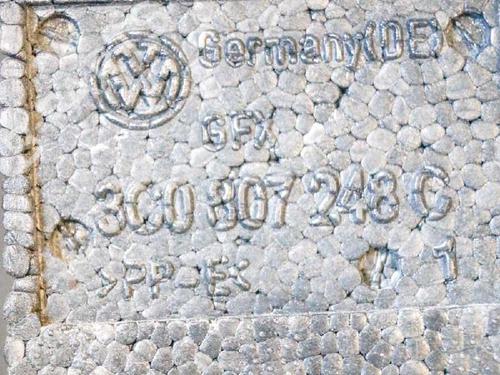 Germany(DE)
GFX
3C0 807 248 C
>PP-E<
1